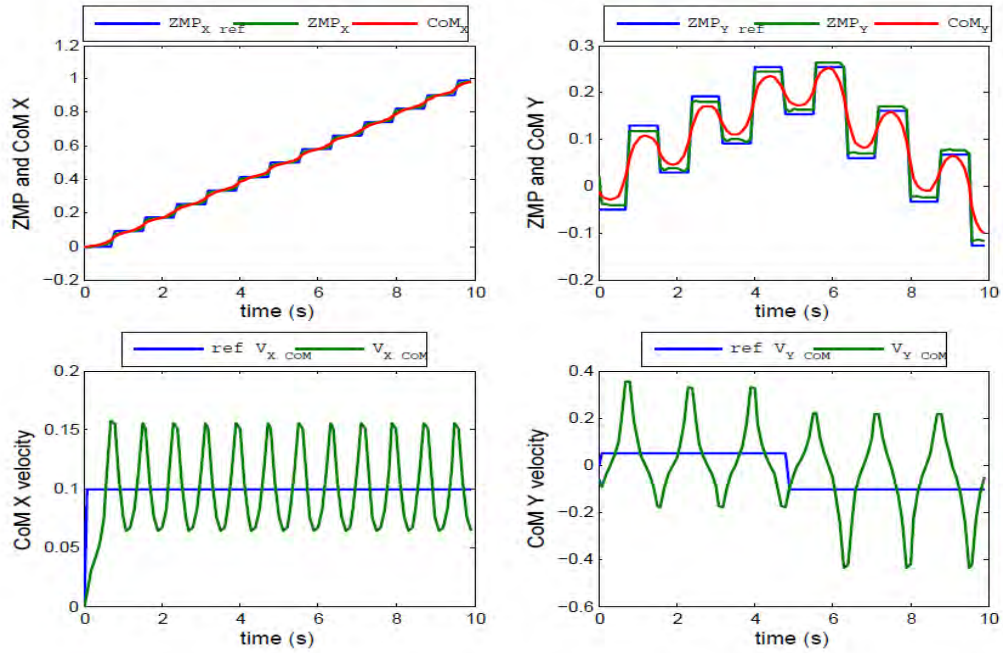 ZMP_X ref ZMP_X CoM_X
1.2
1
0.8
0.6
0.4
0.2
0
−0.2
ZMP and CoM X
0 2 4 6 8 10
time (s)
ZMP_Y ref ZMP_Y CoM_Y
0.3
0.2
0.1
0
−0.1
−0.2
ZMP and CoM Y
0 2 4 6 8 10
time (s)
ref V_X CoM V_X CoM
0.2
0.15
0.1
0.05
0
CoM X velocity
0 2 4 6 8 10
time (s)
ref V_Y CoM V_Y CoM
0.4
0.2
0
−0.2
−0.4
−0.6
CoM Y velocity
0 2 4 6 8 10
time (s)